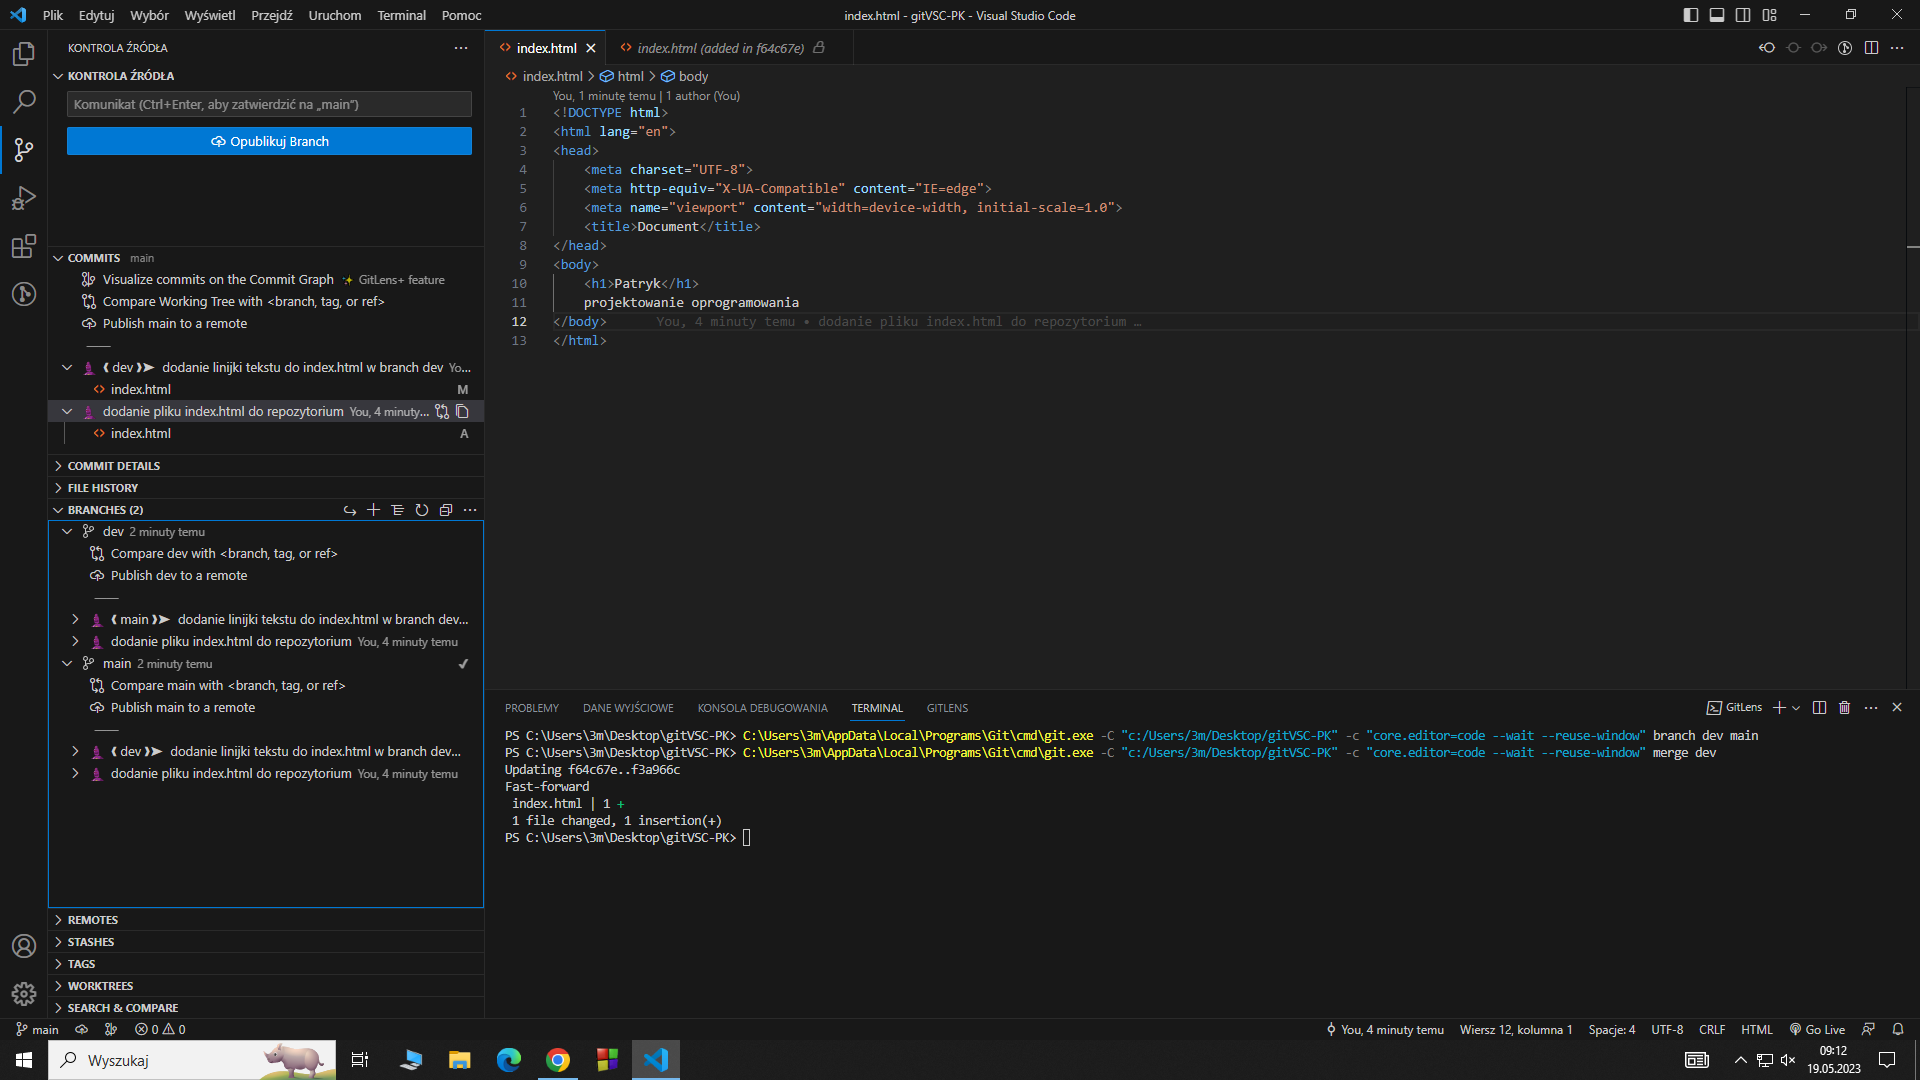 Plik Edytuj Wybór Wyświetl Przejdź Uruchom Terminal Pomoc
index.html - gitVSC-PK - Visual Studio Code
KONTROLA ŹRÓDŁA
KONTROLA ŹRÓDŁA
Komunikat (Ctrl+Enter, aby zatwierdzić na „main”)
Opublikuj Branch
COMMITS main
Visualize commits on the Commit Graph ✨ GitLens+ feature
Compare Working Tree with <branch, tag, or ref>
Publish main to a remote
❰ dev ❱➤ dodanie linijki tekstu do index.html w branch dev Yo...
index.html M
dodanie pliku index.html do repozytorium You, 4 minuty...
index.html A
COMMIT DETAILS
FILE HISTORY
BRANCHES (2)
dev 2 minuty temu
Compare dev with <branch, tag, or ref>
Publish dev to a remote
❰ main ❱➤ dodanie linijki tekstu do index.html w branch dev...
dodanie pliku index.html do repozytorium You, 4 minuty temu
main 2 minuty temu ✔
Compare main with <branch, tag, or ref>
Publish main to a remote
❰ dev ❱➤ dodanie linijki tekstu do index.html w branch dev...
dodanie pliku index.html do repozytorium You, 4 minuty temu
REMOTES
STASHES
TAGS
WORKTREES
SEARCH & COMPARE
index.html
index.html (added in f64c67e)
index.html > html > body
You, 1 minutę temu | 1 author (You)
1 <!DOCTYPE html>
2 <html lang="en">
3 <head>
4 <meta charset="UTF-8">
5 <meta http-equiv="X-UA-Compatible" content="IE=edge">
6 <meta name="viewport" content="width=device-width, initial-scale=1.0">
7 <title>Document</title>
8 </head>
9 <body>
10 <h1>Patryk</h1>
11 projektowanie oprogramowania
12 </body> You, 4 minuty temu • dodanie pliku index.html do repozytorium …
13 </html>
PROBLEMY DANE WYJŚCIOWE KONSOLA DEBUGOWANIA TERMINAL GITLENS
GitLens
PS C:\Users\3m\Desktop\gitVSC-PK> C:\Users\3m\AppData\Local\Programs\Git\cmd\git.exe -C "c:/Users/3m/Desktop/gitVSC-PK" -c "core.editor=code --wait --reuse-window" branch dev main
PS C:\Users\3m\Desktop\gitVSC-PK> C:\Users\3m\AppData\Local\Programs\Git\cmd\git.exe -C "c:/Users/3m/Desktop/gitVSC-PK" -c "core.editor=code --wait --reuse-window" merge dev
Updating f64c67e..f3a966c
Fast-forward
index.html | 1 +
1 file changed, 1 insertion(+)
PS C:\Users\3m\Desktop\gitVSC-PK>
main 0 0
You, 4 minuty temu Wiersz 12, kolumna 1 Spacje: 4 UTF-8 CRLF HTML Go Live
Wyszukaj
09:12
19.05.2023